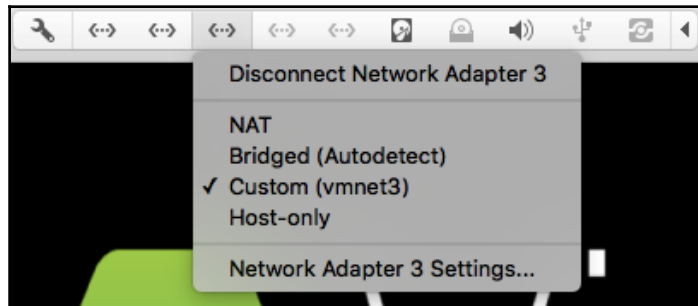 Disconnect Network Adapter 3
NAT
Bridged (Autodetect)
✓ Custom (vmnet3)
Host-only
Network Adapter 3 Settings...